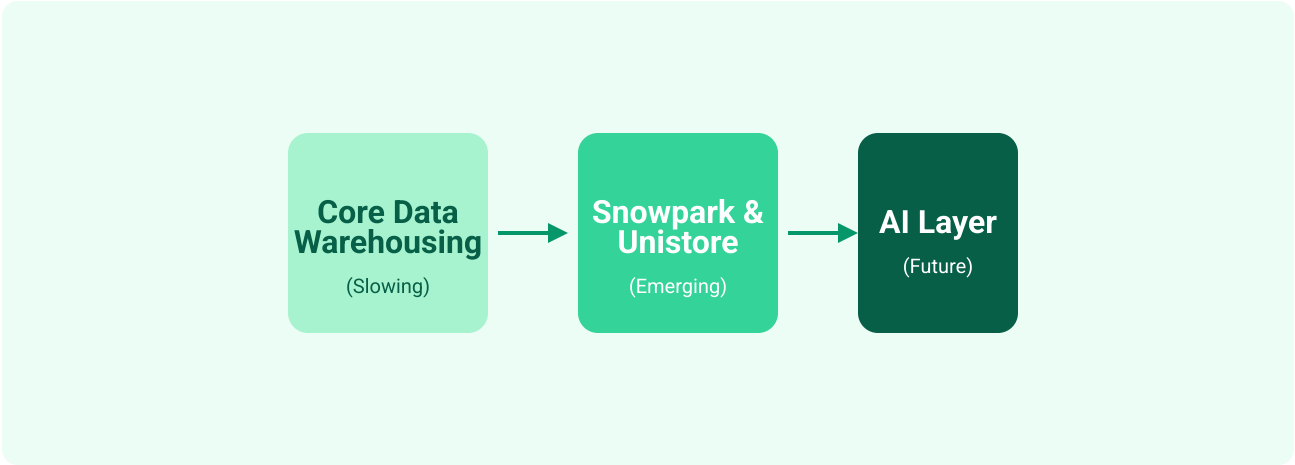 Core Data
Warehousing
(Slowing)
Snowpark &
Unistore
(Emerging)
AI Layer
(Future)